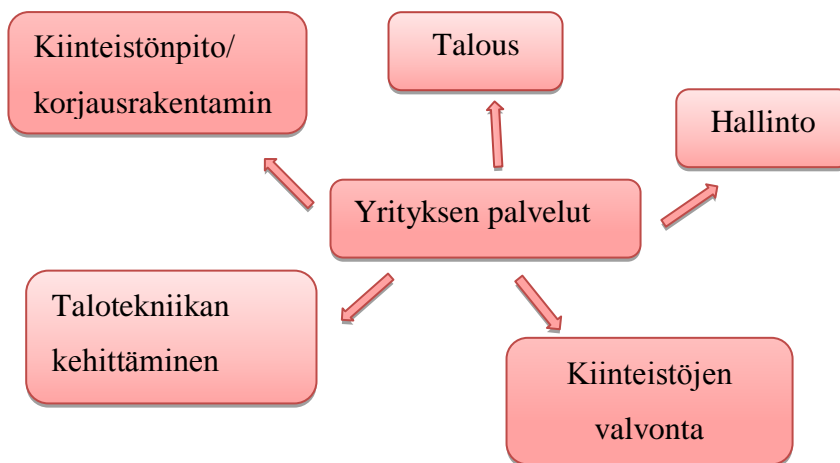 Kiinteistönpito/
korjausrakentamin
Talous
Hallinto
Yrityksen palvelut
Talotekniikan
kehittäminen
Kiinteistöjen
valvonta